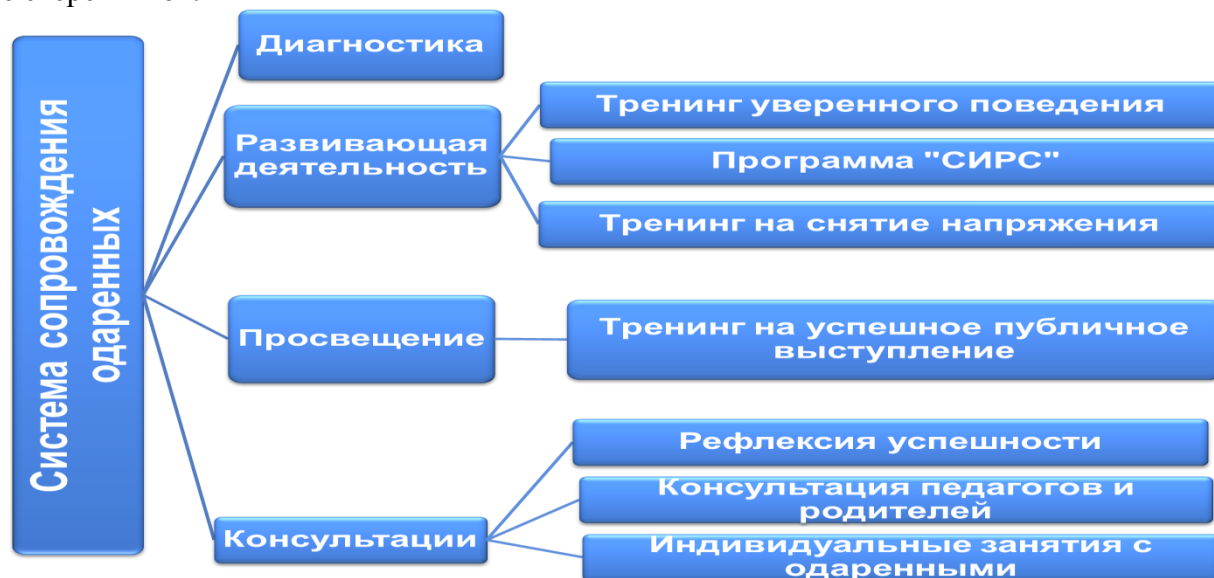 Система сопровождения
одаренных
Диагностика
Развивающая
деятельность
Тренинг уверенного поведения
Программа "СИРС"
Тренинг на снятие напряжения
Просвещение
Тренинг на успешное публичное
выступление
Консультации
Рефлексия успешности
Консультация педагогов и
родителей
Индивидуальные занятия с
одаренными